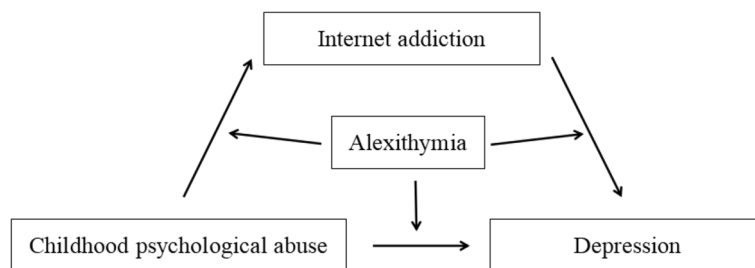 Internet addiction
Alexithymia
Childhood psychological abuse
Depression